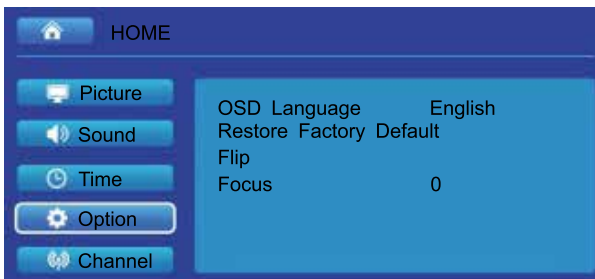 HOME
Picture
Sound
Time
Option
Channel
OSD Language English
Restore Factory Default
Flip
Focus 0